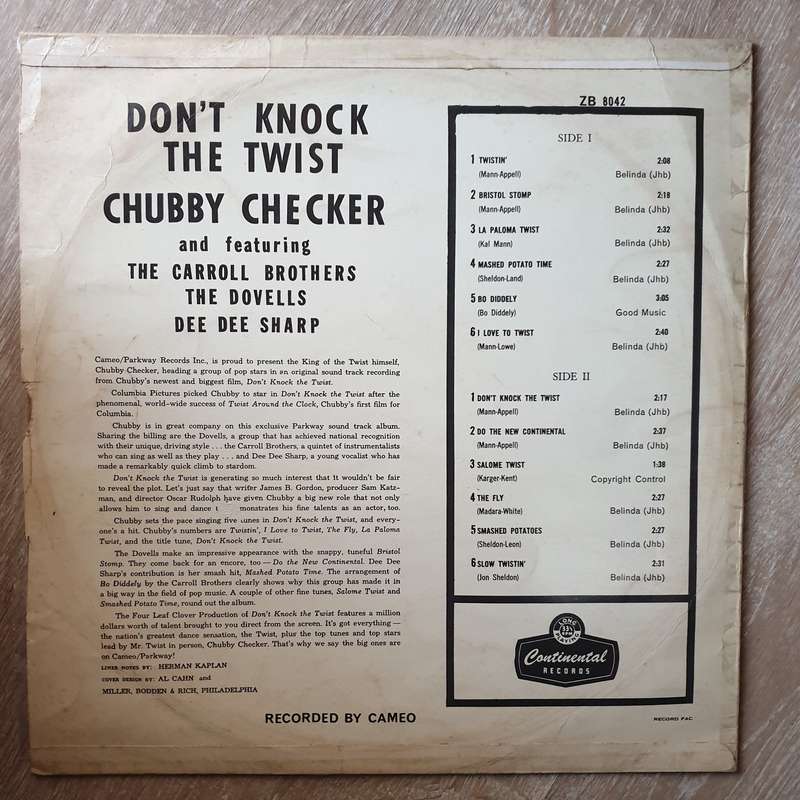 DON'T KNOCK
THE TWIST
CHUBBY CHECKER
and featuring
THE CARROLL BROTHERS
THE DOVELLS
DEE DEE SHARP
Cameo/Parkway Records Inc., is proud to present the King of the Twist himself,
Chubby Checker, heading a group of pop stars in an original sound track recording
from Chubby's newest and biggest film, Don't Knock the Twist.
Columbia Pictures picked Chubby to star in Don't Knock the Twist after the
phenomenal, world-wide success of Twist Around the Clock, Chubby's first film for
Columbia.
Chubby is in great company on this exclusive Parkway sound track album.
Sharing the billing are the Dovells, a group that has achieved national recognition
with their unique, driving style . . . the Carroll Brothers, a quintet of instrumentalists
who can sing as well as they play . . . and Dee Dee Sharp, a young vocalist who has
made a remarkably quick climb to stardom.
Don't Knock the Twist is generating so much interest that it wouldn't be fair
to reveal the plot. Let's just say that writer James B. Gordon, producer Sam Katz-
man, and director Oscar Rudolph have given Chubby a big new role that not only
allows him to sing and dance t monstrates his fine talents as an actor, too.
Chubby sets the pace singing five tunes in Don't Knock the Twist, and every-
one's a hit. Chubby's numbers are Twistin', I Love to Twist, The Fly, La Paloma
Twist, and the title tune, Don't Knock the Twist.
The Dovells make an impressive appearance with the snappy, tuneful Bristol
Stomp. They come back for an encore, too — Do the New Continental. Dee Dee
Sharp's contribution is her smash hit, Mashed Potato Time. The arrangement of
Bo Diddely by the Carroll Brothers clearly shows why this group has made it in
a big way in the field of pop music. A couple of other fine tunes, Salome Twist and
Smashed Potato Time, round out the album.
The Four Leaf Clover Production of Don't Knock the Twist features a million
dollars worth of talent brought to you direct from the screen. It's got everything —
the nation's greatest dance sensation, the Twist, plus the top tunes and top stars
lead by Mr. Twist in person, Chubby Checker. That's why we say the big ones are
on Cameo/Parkway!
LINER NOTES BY: HERMAN KAPLAN
COVER DESIGN BY: AL CAHN and
MILLER, BODDEN & RICH, PHILADELPHIA
RECORDED BY CAMEO
ZB 8042
SIDE I
1 TWISTIN' 2:08
(Mann-Appell) Belinda (Jhb)
2 BRISTOL STOMP 2:18
(Mann-Appell) Belinda (Jhb)
3 LA PALOMA TWIST 2:32
(Kal Mann) Belinda (Jhb)
4 MASHED POTATO TIME 2:27
(Sheldon-Land) Belinda (Jhb)
5 BO DIDDELY 3:05
(Bo Diddely) Good Music
6 I LOVE TO TWIST 2:40
(Mann-Lowe) Belinda (Jhb)
SIDE II
1 DON'T KNOCK THE TWIST 2:17
(Mann-Appell) Belinda (Jhb)
2 DO THE NEW CONTINENTAL 2:37
(Mann-Appell) Belinda (Jhb)
3 SALOME TWIST 1:38
(Karger-Kent) Copyright Control
4 THE FLY 2:27
(Madara-White) Belinda (Jhb)
5 SMASHED POTATOES 2:27
(Sheldon-Leon) Belinda (Jhb)
6 SLOW TWISTIN' 2:31
(Jon Sheldon) Belinda (Jhb)
LONG
33⅓
RPM
PLAYING
Continental
RECORDS
RECORD PAC